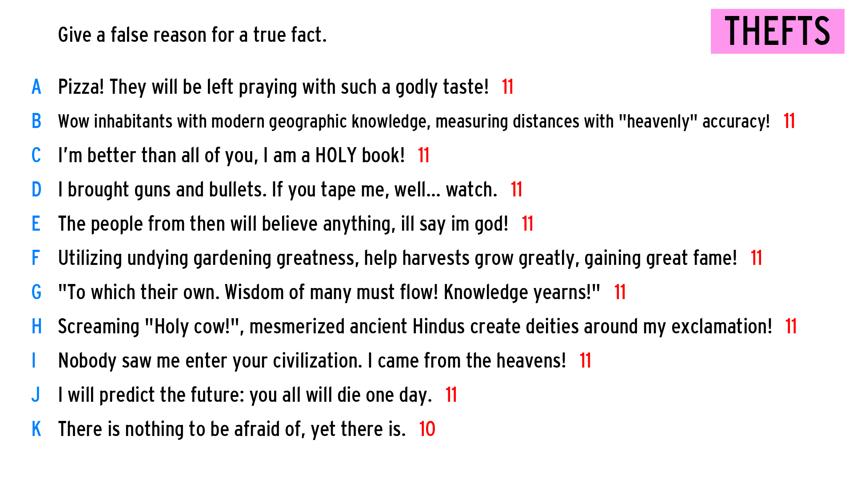 Give a false reason for a true fact.
THEFTS
A Pizza! They will be left praying with such a godly taste! 11
B Wow inhabitants with modern geographic knowledge, measuring distances with "heavenly" accuracy! 11
C I'm better than all of you, I am a HOLY book! 11
D I brought guns and bullets. If you tape me, well... watch. 11
E The people from then will believe anything, ill say im god! 11
F Utilizing undying gardening greatness, help harvests grow greatly, gaining great fame! 11
G "To which their own. Wisdom of many must flow! Knowledge yearns!" 11
H Screaming "Holy cow!", mesmerized ancient Hindus create deities around my exclamation! 11
I Nobody saw me enter your civilization. I came from the heavens! 11
J I will predict the future: you all will die one day. 11
K There is nothing to be afraid of, yet there is. 10